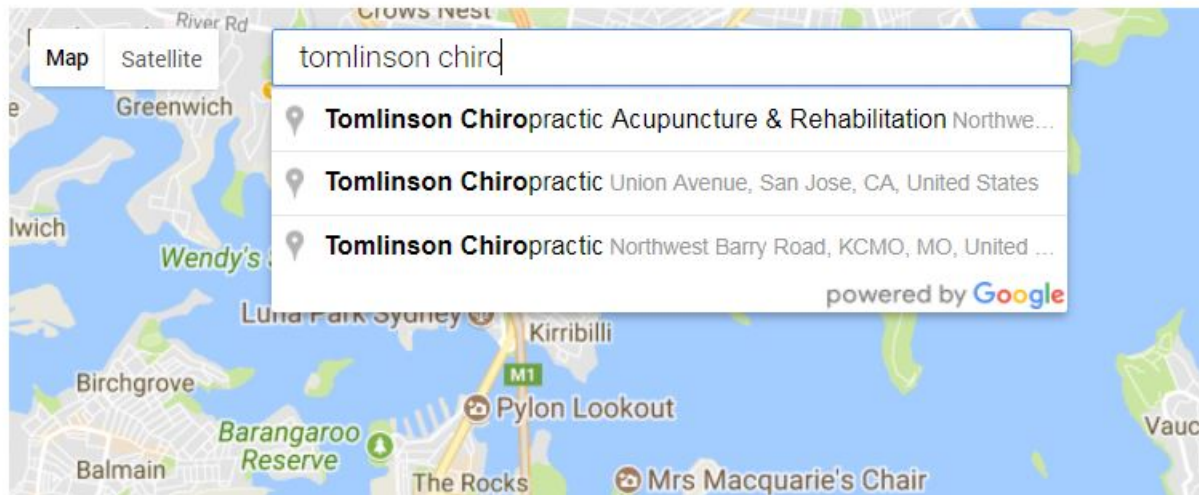 Crows Nest
River Rd
Map
Satellite
tomlinson chiro
Greenwich
Tomlinson Chiropractic Acupuncture & Rehabilitation Northwe...
Tomlinson Chiropractic Union Avenue, San Jose, CA, United States
lwich
Tomlinson Chiropractic Northwest Barry Road, KCMO, MO, United ...
Wendy's
powered by Google
Luna Park Sydney
Kirribilli
M1
Birchgrove
Pylon Lookout
Barangaroo
Reserve
Vauc
Balmain
The Rocks
Mrs Macquarie's Chair